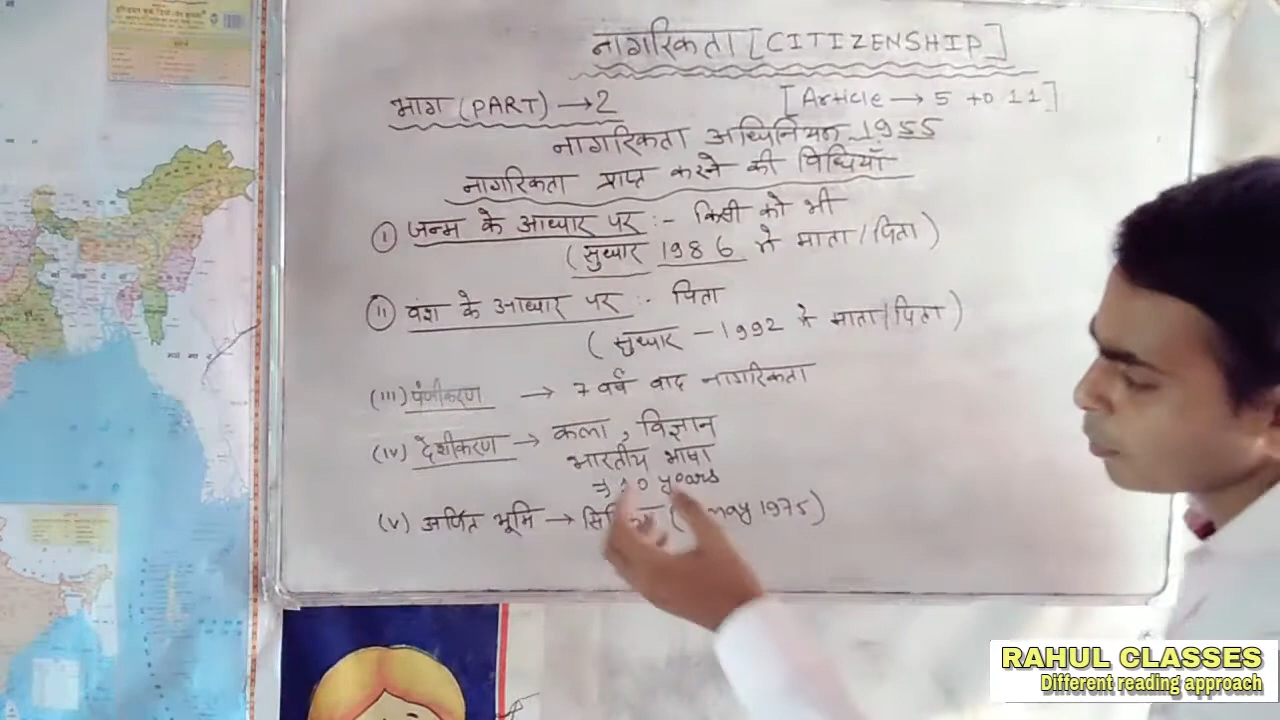 नागरिकता [CITIZENSHIP]
भाग (PART) → 2 [Article → 5 to 11]
नागरिकता अधिनियम 1955
नागरिकता प्राप्त करने की विधियाँ
(i) जन्म के आधार पर :- किसी को भी
(सुधार 1986 में माता/पिता)
(ii) वंश के आधार पर :- पिता
(सुधार - 1992 में माता/पिता)
(iii) पंजीकरण → 7 वर्ष बाद नागरिकता
(iv) देशीकरण → कला, विज्ञान
भारतीय भाषा
→ 10 years
(v) अर्जित भूमि → ( may 1975)
RAHUL CLASSES
Different reading approach